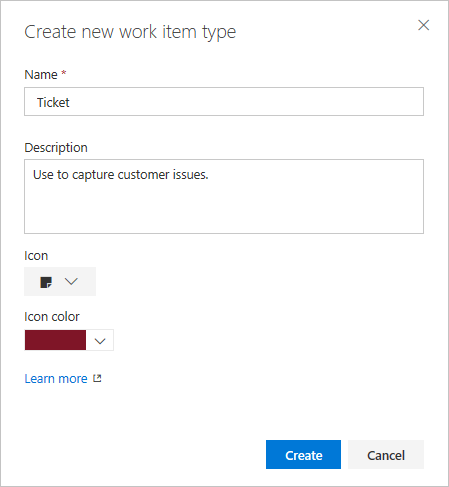 Create new work item type
Name *
Ticket
Description
Use to capture customer issues.
Icon
Icon color
Learn more
Create Cancel